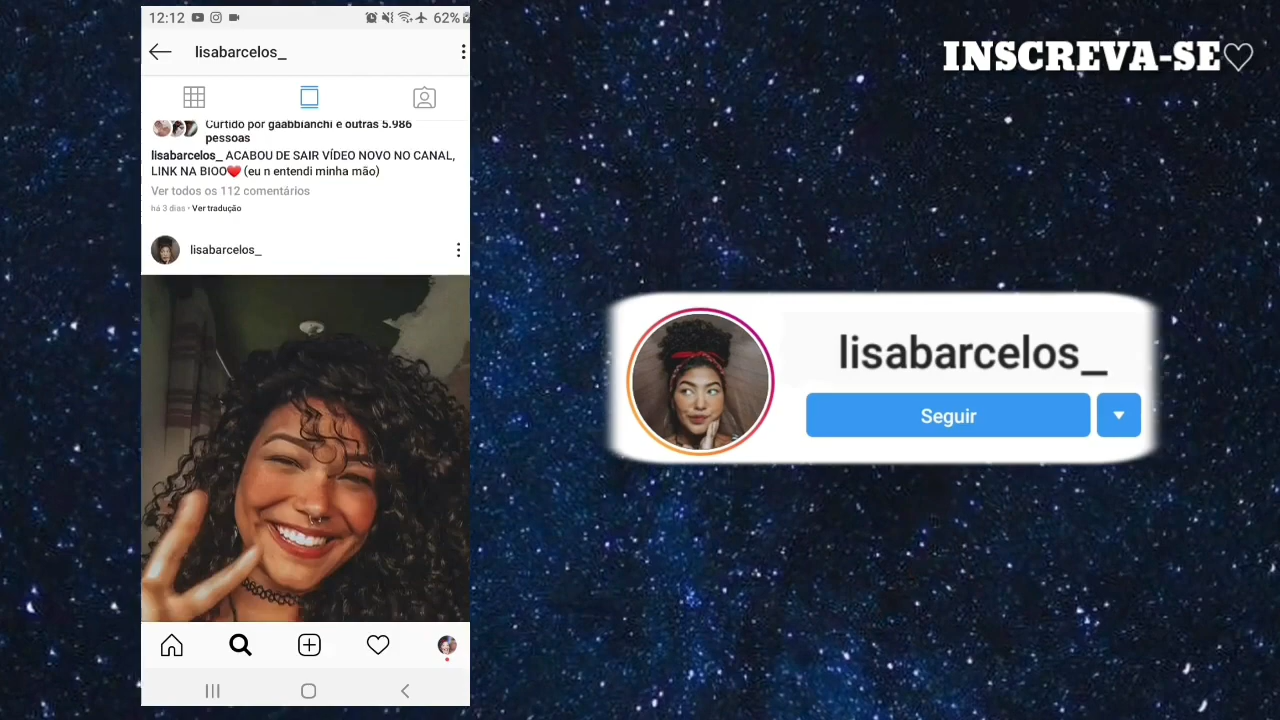 12:12
62%
lisabarcelos_
Curtido por gaabbianchi e outras 5.986
pessoas
lisabarcelos_ ACABOU DE SAIR VÍDEO NOVO NO CANAL,
LINK NA BIOO❤️ (eu n entendi minha mão)
Ver todos os 112 comentários
há 3 dias • Ver tradução
lisabarcelos_
INSCREVA-SE♡
lisabarcelos_
Seguir